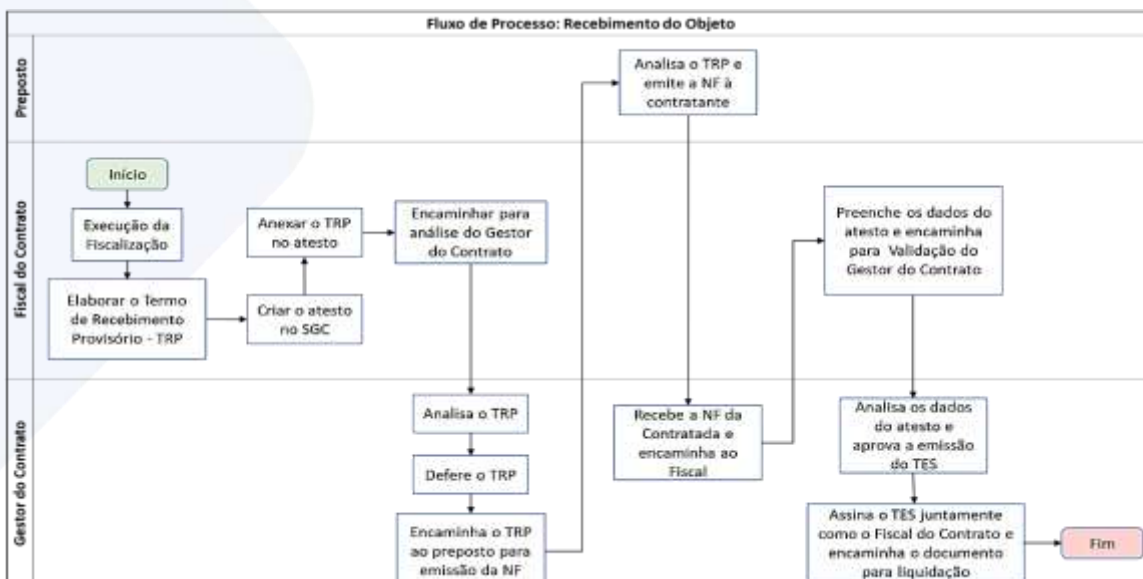 Fluxo de Processo: Recebimento do Objeto
Preposto
Analisa o TRP e
emite a NF à
contratante
Fiscal do Contrato
Início
Execução da
Fiscalização
Elaborar o Termo
de Recebimento
Provisório - TRP
Anexar o TRP
no atesto
Criar o atesto
no SGC
Encaminhar para
análise do Gestor
do Contrato
Preenche os dados do
atesto e encaminha
para Validação do
Gestor do Contrato
Gestor do Contrato
Analisa o TRP
Defere o TRP
Encaminha o TRP
ao preposto para
emissão da NF
Recebe a NF da
Contratada e
encaminha ao
Fiscal
Analisa os dados
do atesto e
aprova a emissão
do TES
Assina o TES juntamente
como o Fiscal do Contrato e
encaminha o documento
para liquidação
Fim